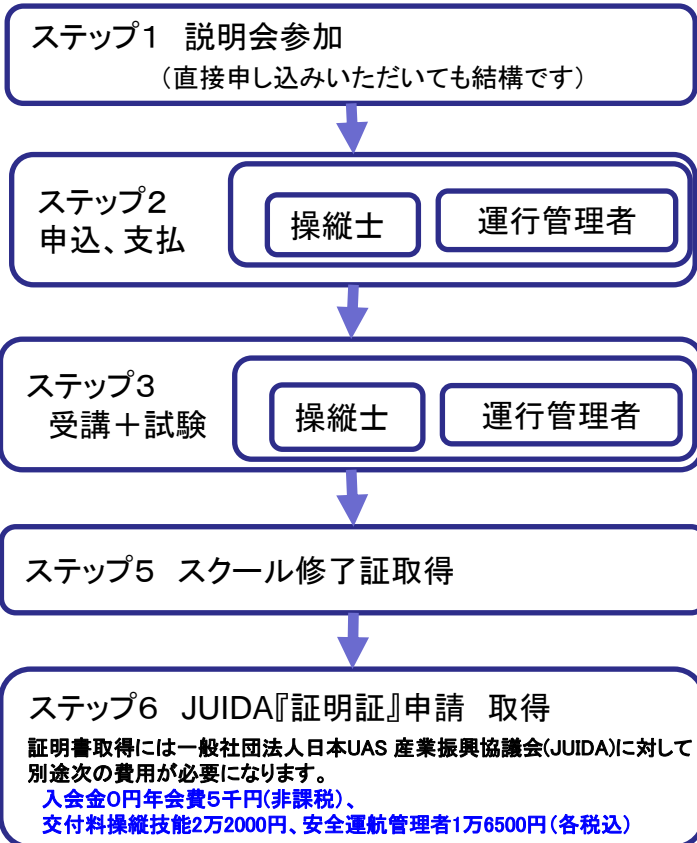 ステップ1 説明会参加
(直接申し込みいただいても結構です)
ステップ2
申込、支払
操縦士
運行管理者
ステップ3
受講＋試験
操縦士
運行管理者
ステップ5 スクール修了証取得
ステップ6 JUIDA『証明証』申請 取得
証明書取得には一般社団法人日本UAS 産業振興協議会(JUIDA)に対して
別途次の費用が必要になります。
入会金0円年会費5千円(非課税)、
交付料操縦技能2万2000円、安全運航管理者1万6500円(各税込)